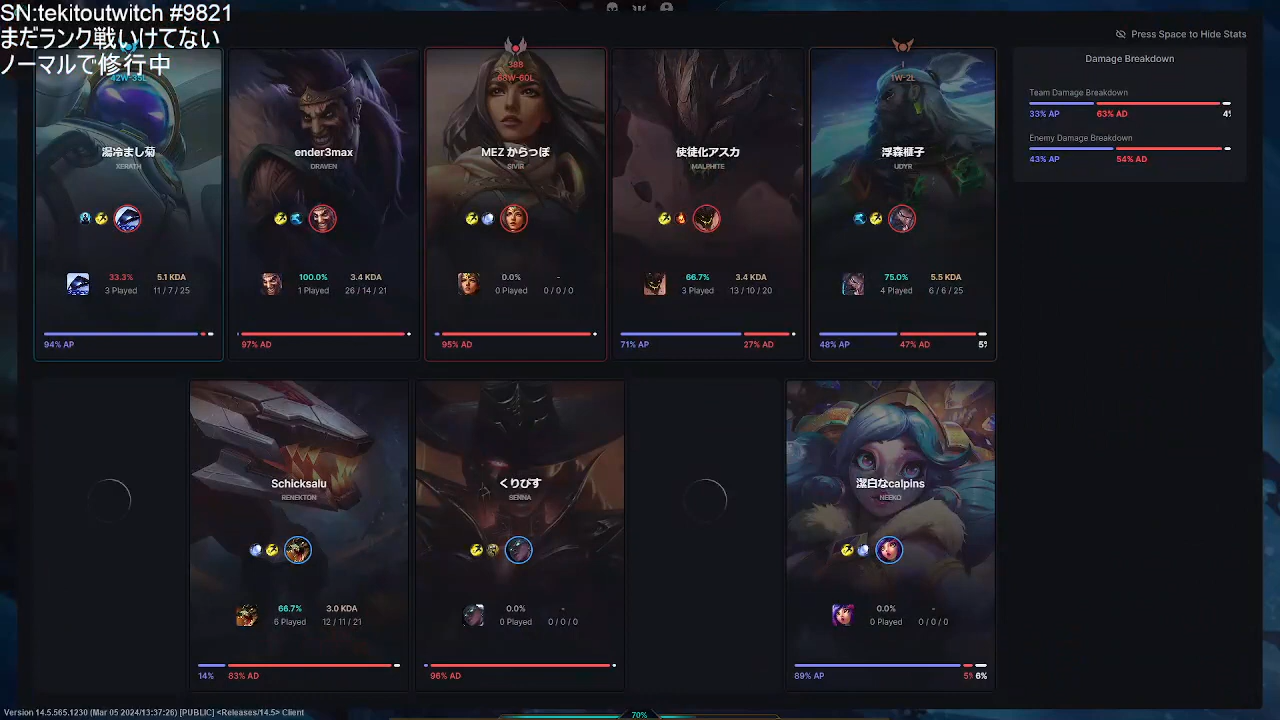 SN:tekitoutwitch #9821
まだランク戦いけてない
ノーマルで修行中
Press Space to Hide Stats
Damage Breakdown
Team Damage Breakdown
33% AP 63% AD 4%
Enemy Damage Breakdown
43% AP 54% AD
42W-35L
湯冷まし菊
XERATH
33.3% 5.1 KDA
3 Played 11 / 7 / 25
94% AP
ender3max
DRAVEN
100.0% 3.4 KDA
1 Played 26 / 14 / 21
97% AD
388
68W-60L
MEZ からっぽ
SIVIR
0.0% -
0 Played 0 / 0 / 0
95% AD
使徒化アスカ
MALPHITE
66.7% 3.4 KDA
3 Played 13 / 10 / 20
71% AP 27% AD
I
1W-2L
浮森榧子
UDYR
75.0% 5.5 KDA
4 Played 6 / 6 / 25
48% AP 47% AD 5%
Schicksalu
RENEKTON
66.7% 3.0 KDA
6 Played 12 / 11 / 21
14% 83% AD
くりぴす
SENNA
0.0% -
0 Played 0 / 0 / 0
96% AD
潔白なcalpins
NEEKO
0.0% -
0 Played 0 / 0 / 0
89% AP 5% 6%
Version 14.5.565.1230 (Mar 05 2024/13:37:26) [PUBLIC] <Releases/14.5> Client
70%